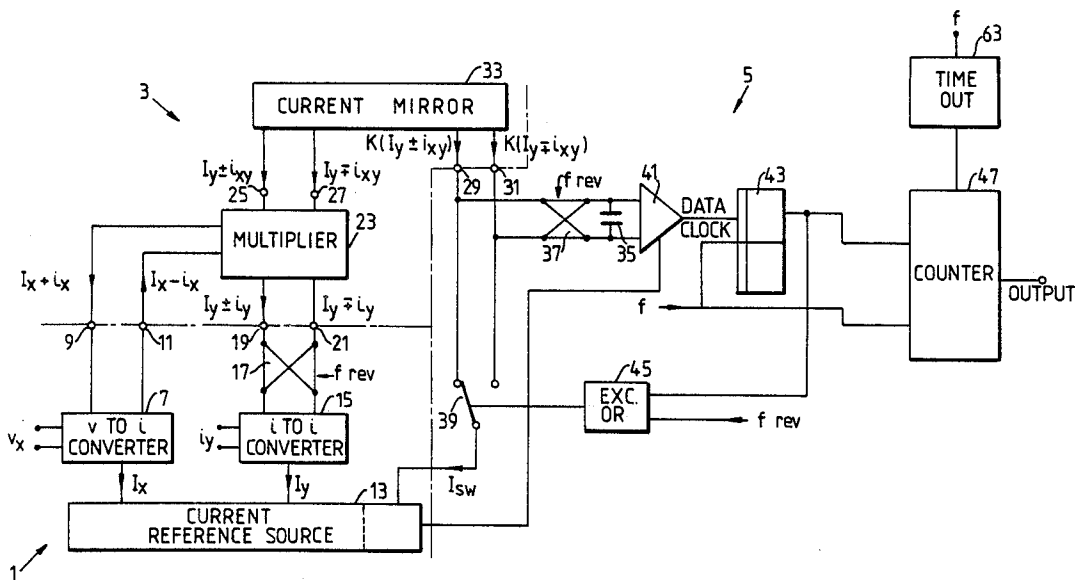 f
63
TIME
OUT
33
CURRENT MIRROR
3
5
K(Iy ± ixy)
K(Iy ∓ ixy)
Iy ± ixy
25
Iy ∓ ixy
27
29
31
f rev
41
DATA
CLOCK
43
47
MULTIPLIER
23
37
35
COUNTER
OUTPUT
Ix + ix
Ix − ix
Iy ± iy
Iy ∓ iy
f
9
11
19
21
17
f rev
45
EXC.
OR
f rev
39
7
v TO i
CONVERTER
vx
15
i TO i
CONVERTER
iy
Ix
Iy
Isw
13
CURRENT
REFERENCE SOURCE
1